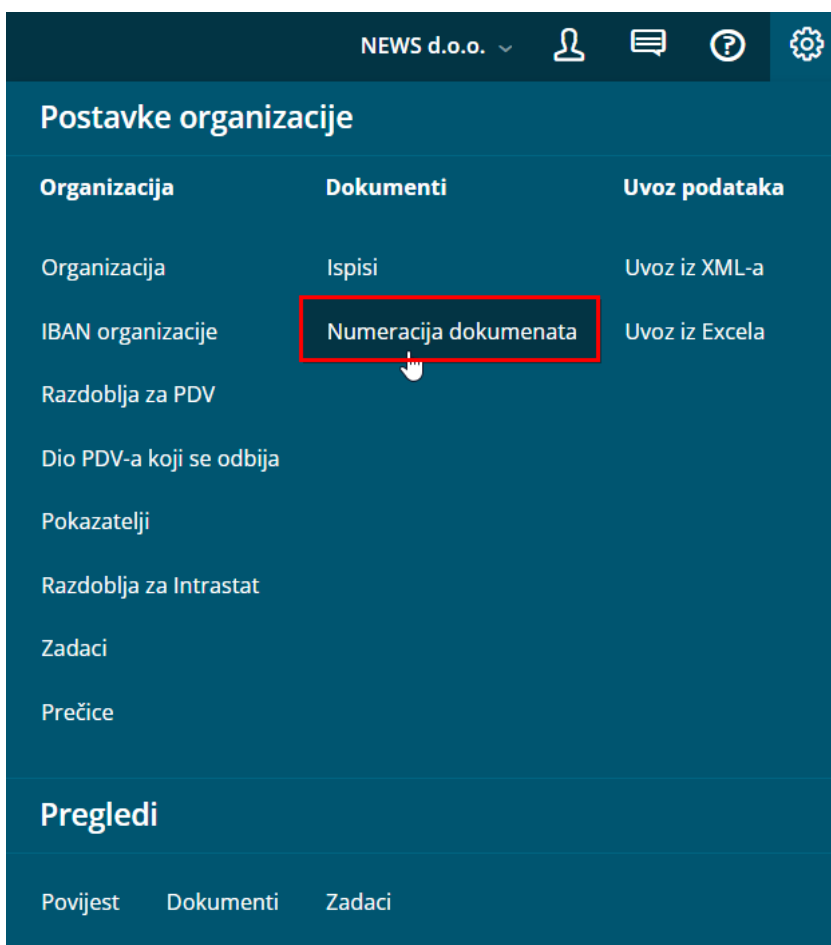 NEWS d.o.o.
Postavke organizacije
Organizacija Dokumenti Uvoz podataka
Organizacija Ispisi Uvoz iz XML-a
IBAN organizacije Numeracija dokumenata Uvoz iz Excela
Razdoblja za PDV
Dio PDV-a koji se odbija
Pokazatelji
Razdoblja za Intrastat
Zadaci
Prečice
Pregledi
Povijest Dokumenti Zadaci